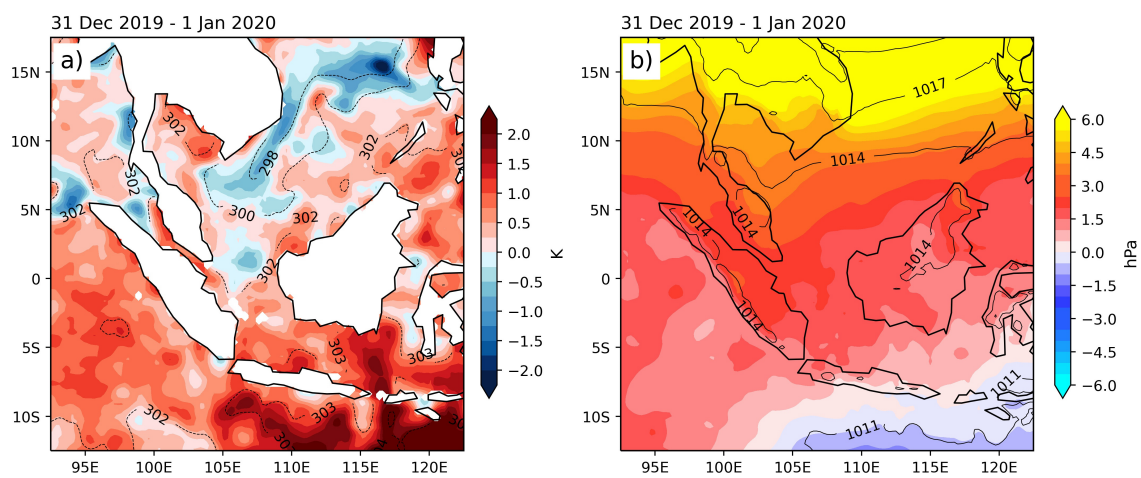 31 Dec 2019 - 1 Jan 2020
a)
15N
10N
5N
0
5S
10S
95E
100E
105E
110E
115E
120E
302
302
302
298
302
300
302
302
303
303
302
303
2.0
1.5
1.0
0.5
0.0
−0.5
−1.0
−1.5
−2.0
K
31 Dec 2019 - 1 Jan 2020
b)
15N
10N
5N
0
5S
10S
95E
100E
105E
110E
115E
120E
1017
1014
1014
1014
1014
1014
1011
1011
6.0
4.5
3.0
1.5
0.0
−1.5
−3.0
−4.5
−6.0
hPa